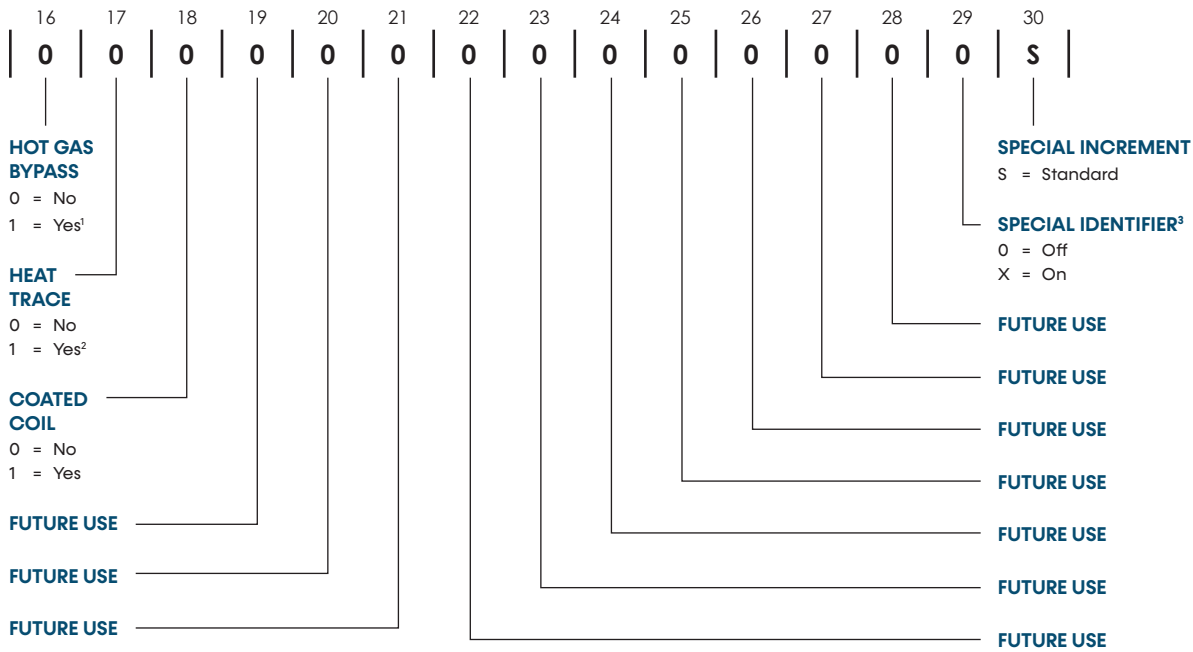 16 17 18 19 20 21 22 23 24 25 26 27 28 29 30
0 0 0 0 0 0 0 0 0 0 0 0 0 0 S
HOT GAS
BYPASS
0 = No
1 = Yes¹
HEAT
TRACE
0 = No
1 = Yes²
COATED
COIL
0 = No
1 = Yes
FUTURE USE
FUTURE USE
FUTURE USE
SPECIAL INCREMENT
S = Standard
SPECIAL IDENTIFIER³
0 = Off
X = On
FUTURE USE
FUTURE USE
FUTURE USE
FUTURE USE
FUTURE USE
FUTURE USE
FUTURE USE